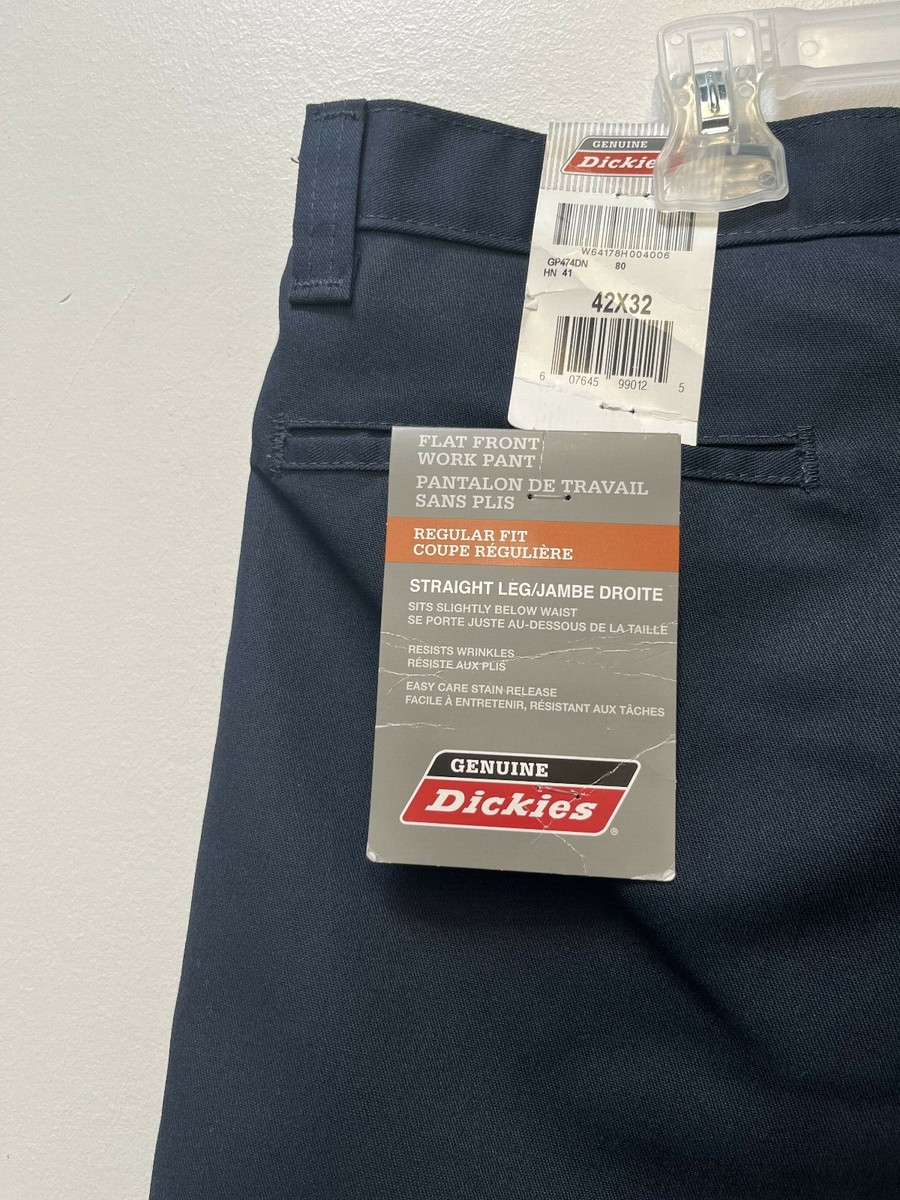 GENUINE
Dickie
W64178H004006
GP474DN 80
HN 41
42X32
6 07645 99012 5
FLAT FRONT
WORK PANT
PANTALON DE TRAVAIL
SANS PLIS
REGULAR FIT
COUPE RÉGULIÈRE
STRAIGHT LEG/JAMBE DROITE
SITS SLIGHTLY BELOW WAIST
SE PORTE JUSTE AU-DESSOUS DE LA TAILLE
RESISTS WRINKLES
RÉSISTE AUX PLIS
EASY CARE STAIN RELEASE
FACILE À ENTRETENIR, RÉSISTANT AUX TÂCHES
GENUINE
Dickies
®